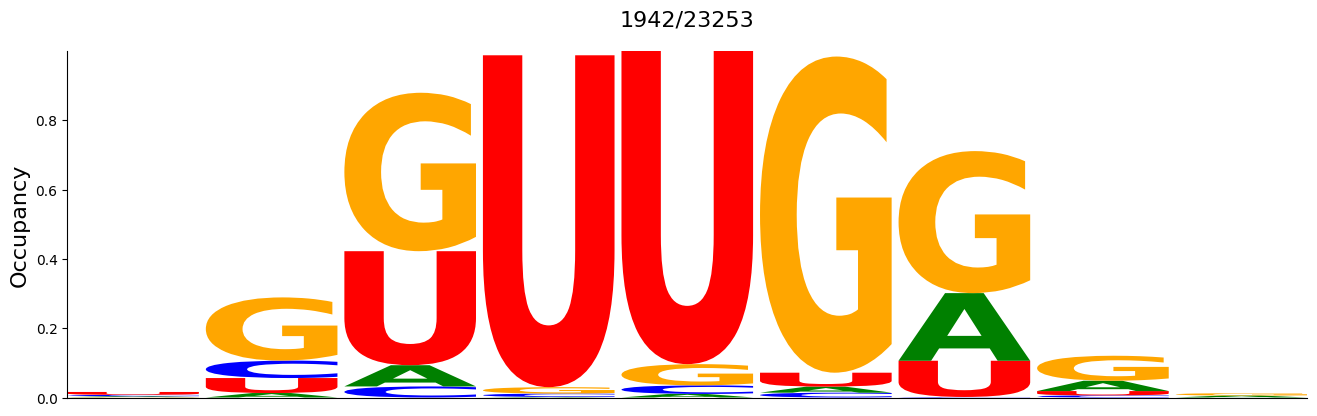 1942/23253
Occupancy
0.8
0.6
0.4
0.2
0.0
G C U A
G U A C
U G C
U G C A
G U A C
G A U
G A U C